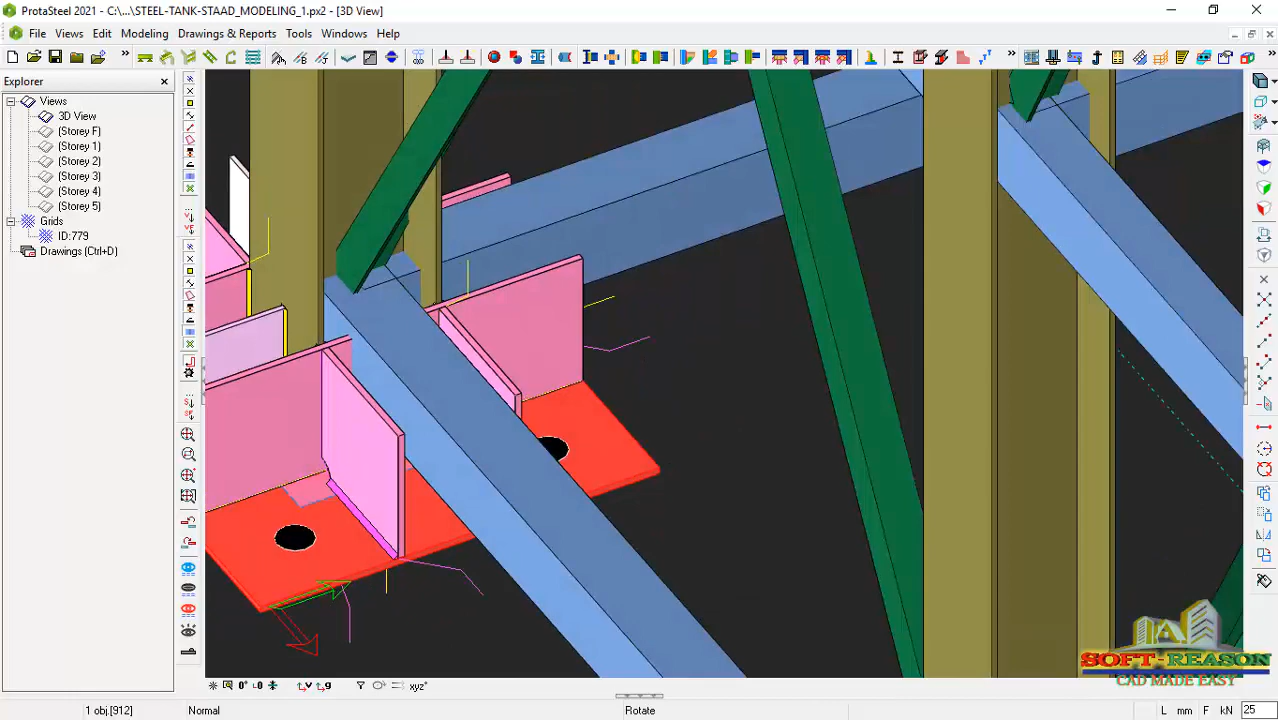 ProtaSteel 2021 - C:\...\STEEL-TANK-STAAD_MODELING_1.px2 - [3D View]
File Views Edit Modeling Drawings & Reports Tools Windows Help
Explorer
Views
3D View
(Storey F)
(Storey 1)
(Storey 2)
(Storey 3)
(Storey 4)
(Storey 5)
Grids
ID:779
Drawings (Ctrl+D)
SOFT-REASON
CAD MADE EASY
1 obj [912] Normal Rotate L mm F kN 25